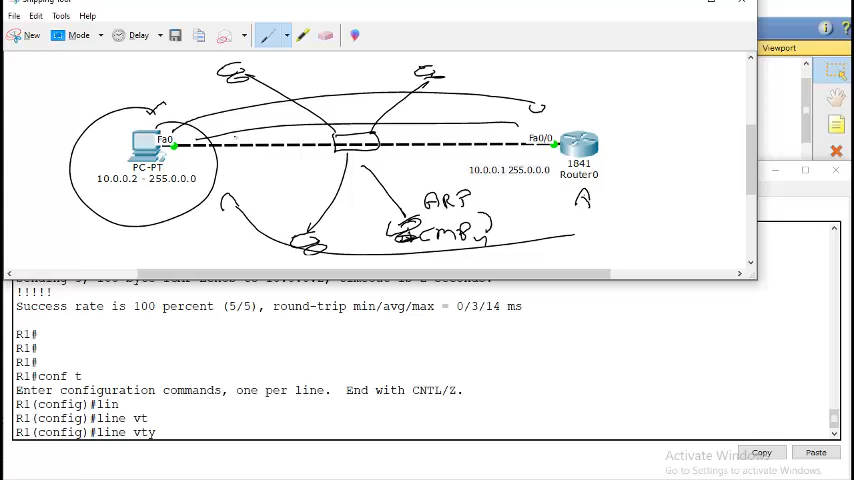 Snipping Tool
File Edit Tools Help
New Mode Delay
Viewport
Fa0
Fa0/0
PC-PT
10.0.0.2 - 255.0.0.0
10.0.0.1 255.0.0.0
1841
Router0
ARP
A
!!!!!
Success rate is 100 percent (5/5), round-trip min/avg/max = 0/3/14 ms
R1#
R1#
R1#
R1#conf t
Enter configuration commands, one per line. End with CNTL/Z.
R1(config)#lin
R1(config)#line vt
R1(config)#line vty
Copy Paste
Activate Windows
Go to Settings to activate Windows.